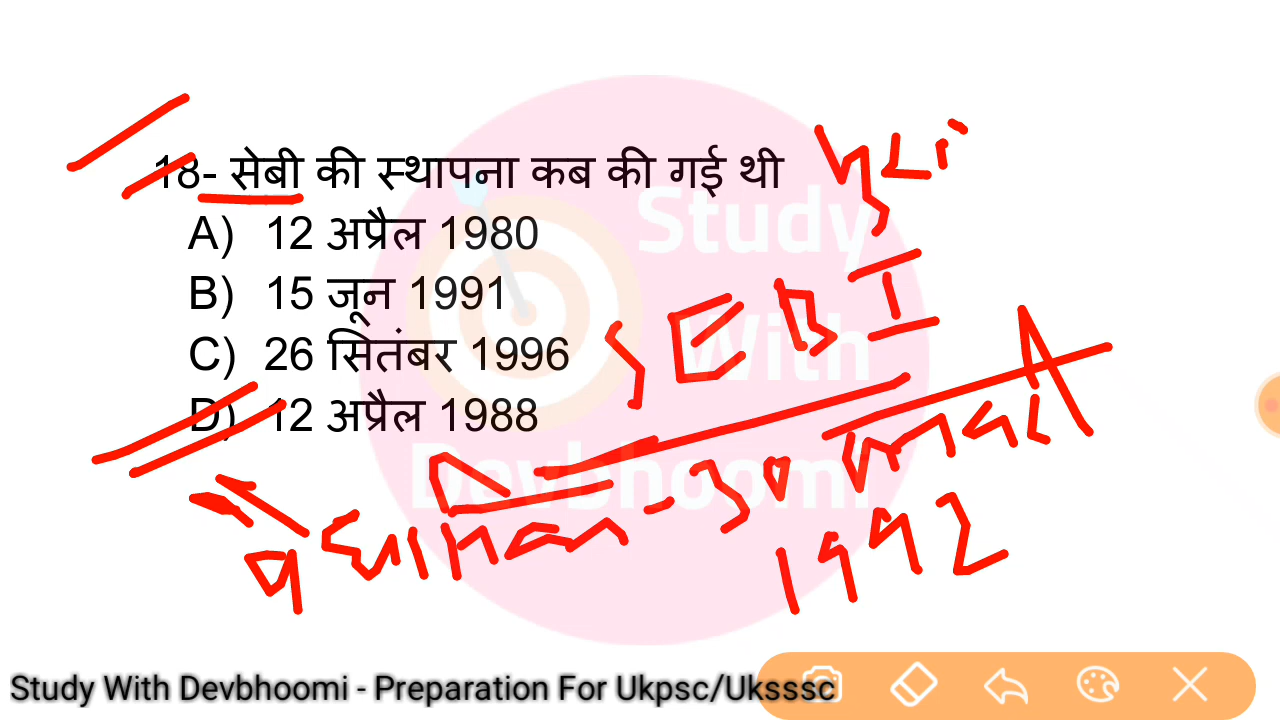 18- सेबी की स्थापना कब की गई थी
A) 12 अप्रैल 1980
B) 15 जून 1991
C) 26 सितंबर 1996
D) 12 अप्रैल 1988
SEBI
30 जनवरी
1992
Study
With
Devbhoomi
Study With Devbhoomi - Preparation For Ukpsc/Uksssc